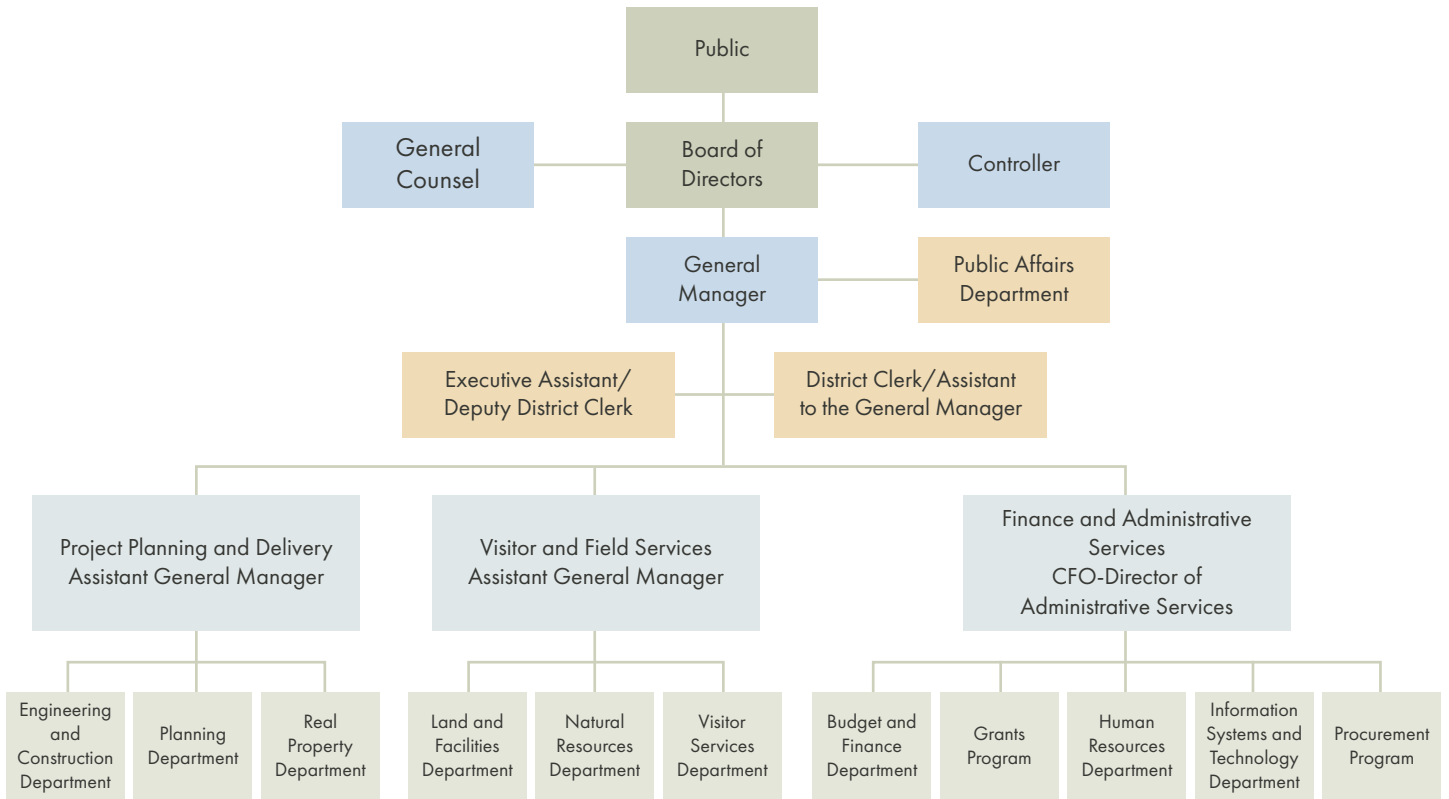 Public
General
Counsel
Board of
Directors
Controller
General
Manager
Public Affairs
Department
Executive Assistant/
Deputy District Clerk
District Clerk/Assistant
to the General Manager
Project Planning and Delivery
Assistant General Manager
Visitor and Field Services
Assistant General Manager
Finance and Administrative
Services
CFO-Director of
Administrative Services
Engineering
and
Construction
Department
Planning
Department
Real
Property
Department
Land and
Facilities
Department
Natural
Resources
Department
Visitor
Services
Department
Budget and
Finance
Department
Grants
Program
Human
Resources
Department
Information
Systems and
Technology
Department
Procurement
Program